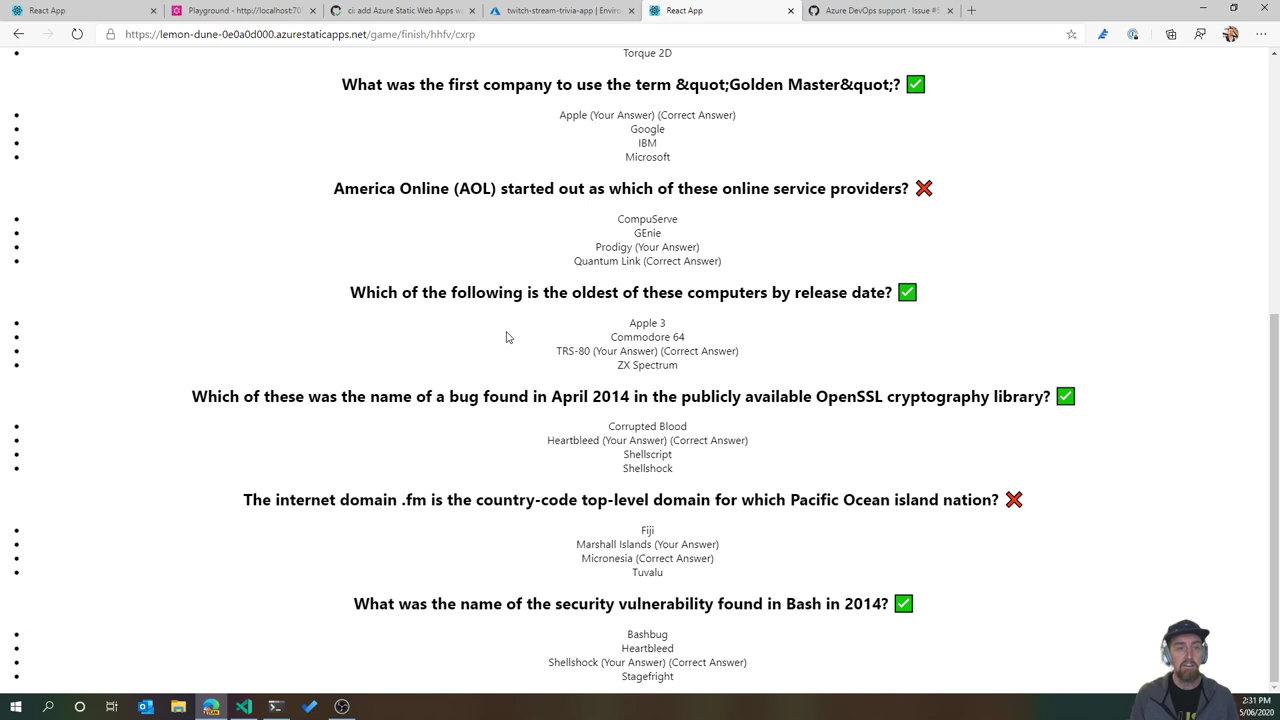 React App
Playground - http://localhost:70
ci: add Azure Static Web Apps w
twitch-stream-trivia-app | Environ
React App
Azure DevOps support · Issue #5
https://lemon-dune-0e0a0d000.azurestaticapps.net/game/finish/hhfv/cxrp
Torque 2D
What was the first company to use the term &quot;Golden Master&quot;? ✅
Apple (Your Answer) (Correct Answer)
Google
IBM
Microsoft
America Online (AOL) started out as which of these online service providers? ❌
CompuServe
GEnie
Prodigy (Your Answer)
Quantum Link (Correct Answer)
Which of the following is the oldest of these computers by release date? ✅
Apple 3
Commodore 64
TRS-80 (Your Answer) (Correct Answer)
ZX Spectrum
Which of these was the name of a bug found in April 2014 in the publicly available OpenSSL cryptography library? ✅
Corrupted Blood
Heartbleed (Your Answer) (Correct Answer)
Shellscript
Shellshock
The internet domain .fm is the country-code top-level domain for which Pacific Ocean island nation? ❌
Fiji
Marshall Islands (Your Answer)
Micronesia (Correct Answer)
Tuvalu
What was the name of the security vulnerability found in Bash in 2014? ✅
Bashbug
Heartbleed
Shellshock (Your Answer) (Correct Answer)
Stagefright
2:31 PM
5/06/2020